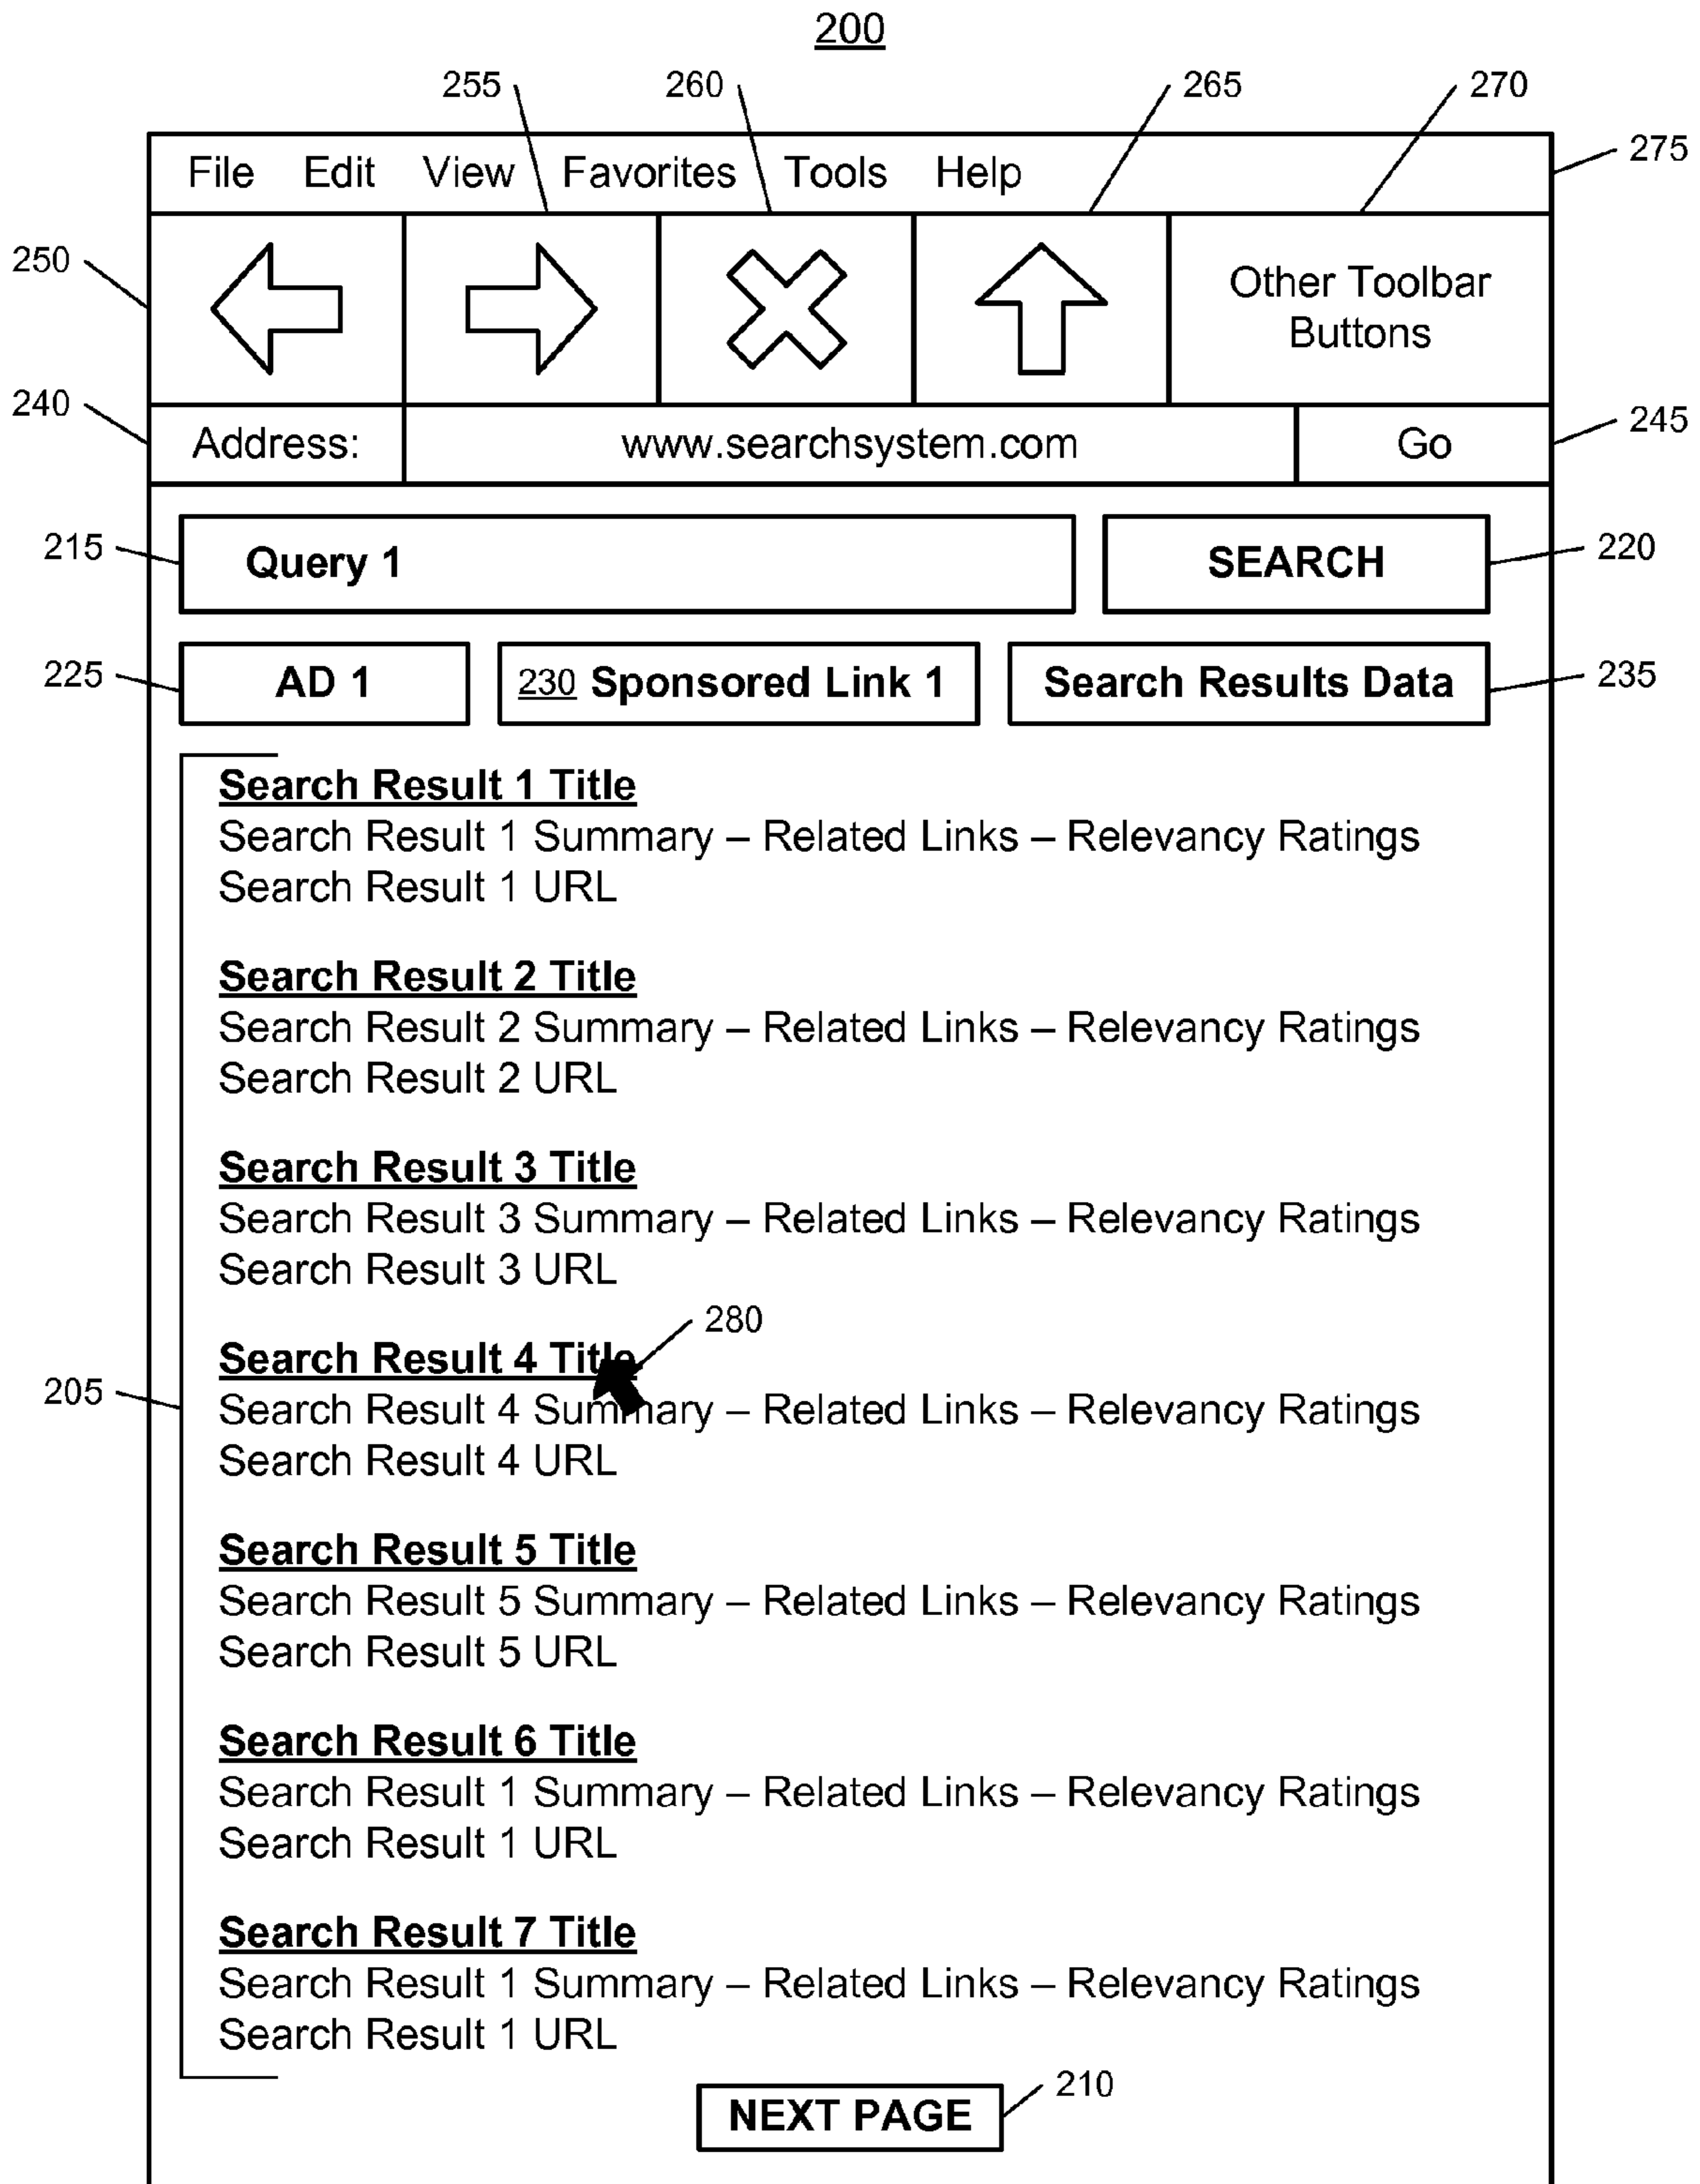 200
255 260 265 270
File Edit View Favorites Tools Help 275
250
Other Toolbar
Buttons
240 Address: www.searchsystem.com Go 245
215 Query 1 SEARCH 220
225 AD 1 230 Sponsored Link 1 Search Results Data 235
Search Result 1 Title
Search Result 1 Summary – Related Links – Relevancy Ratings
Search Result 1 URL
Search Result 2 Title
Search Result 2 Summary – Related Links – Relevancy Ratings
Search Result 2 URL
Search Result 3 Title
Search Result 3 Summary – Related Links – Relevancy Ratings
Search Result 3 URL
280
Search Result 4 Title
205
Search Result 4 Summary – Related Links – Relevancy Ratings
Search Result 4 URL
Search Result 5 Title
Search Result 5 Summary – Related Links – Relevancy Ratings
Search Result 5 URL
Search Result 6 Title
Search Result 1 Summary – Related Links – Relevancy Ratings
Search Result 1 URL
Search Result 7 Title
Search Result 1 Summary – Related Links – Relevancy Ratings
Search Result 1 URL
210
NEXT PAGE